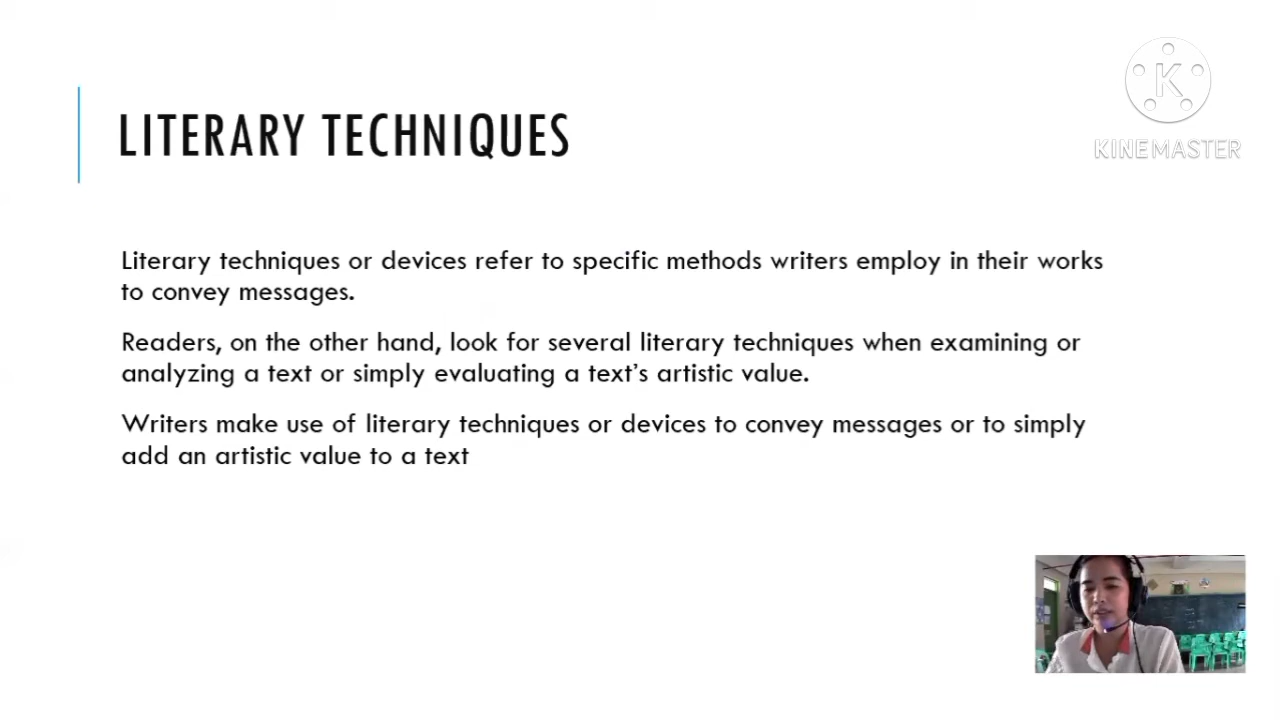 LITERARY TECHNIQUES
KINEMASTER
Literary techniques or devices refer to specific methods writers employ in their works
to convey messages.
Readers, on the other hand, look for several literary techniques when examining or
analyzing a text or simply evaluating a text’s artistic value.
Writers make use of literary techniques or devices to convey messages or to simply
add an artistic value to a text